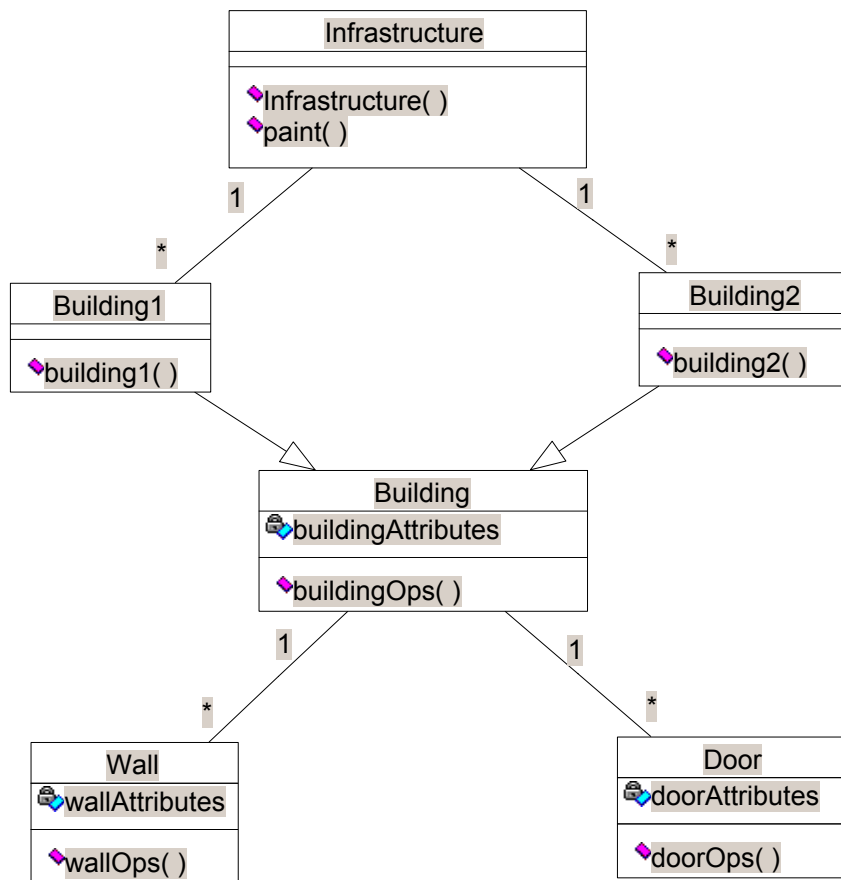 Infrastructure
Infrastructure( )
paint( )
1
1
*
*
Building1
building1( )
Building2
building2( )
Building
buildingAttributes
buildingOps( )
1
1
*
*
Wall
wallAttributes
wallOps( )
Door
doorAttributes
doorOps( )